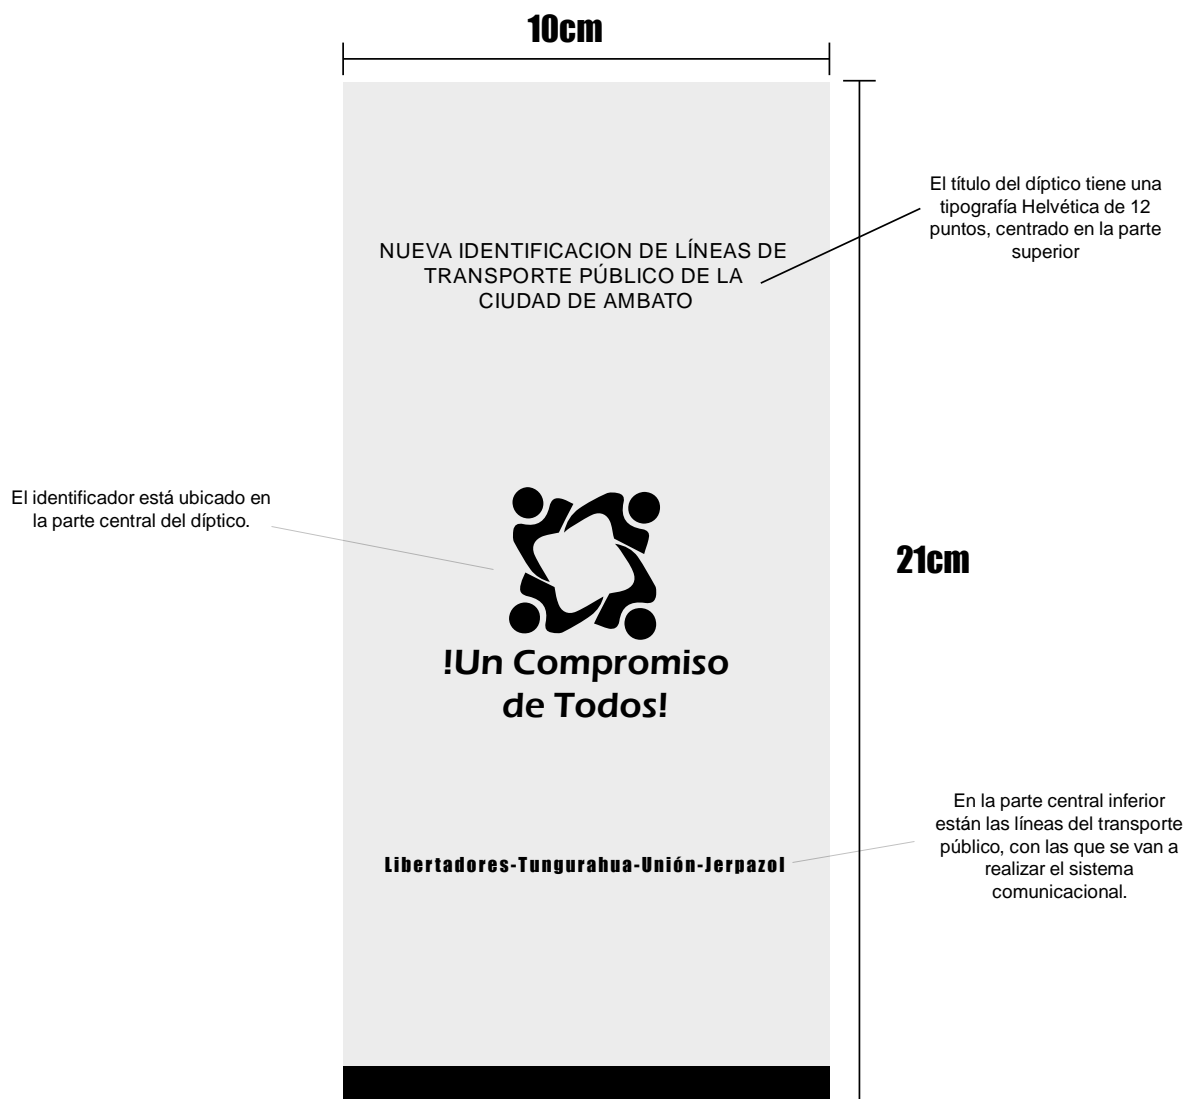 10cm
El título del díptico tiene una
tipografía Helvética de 12
puntos, centrado en la parte
superior
NUEVA IDENTIFICACION DE LÍNEAS DE
TRANSPORTE PÚBLICO DE LA
CIUDAD DE AMBATO
El identificador está ubicado en
la parte central del díptico.
21cm
!Un Compromiso
de Todos!
En la parte central inferior
están las líneas del transporte
público, con las que se van a
realizar el sistema
comunicacional.
Libertadores-Tungurahua-Unión-Jerpazol